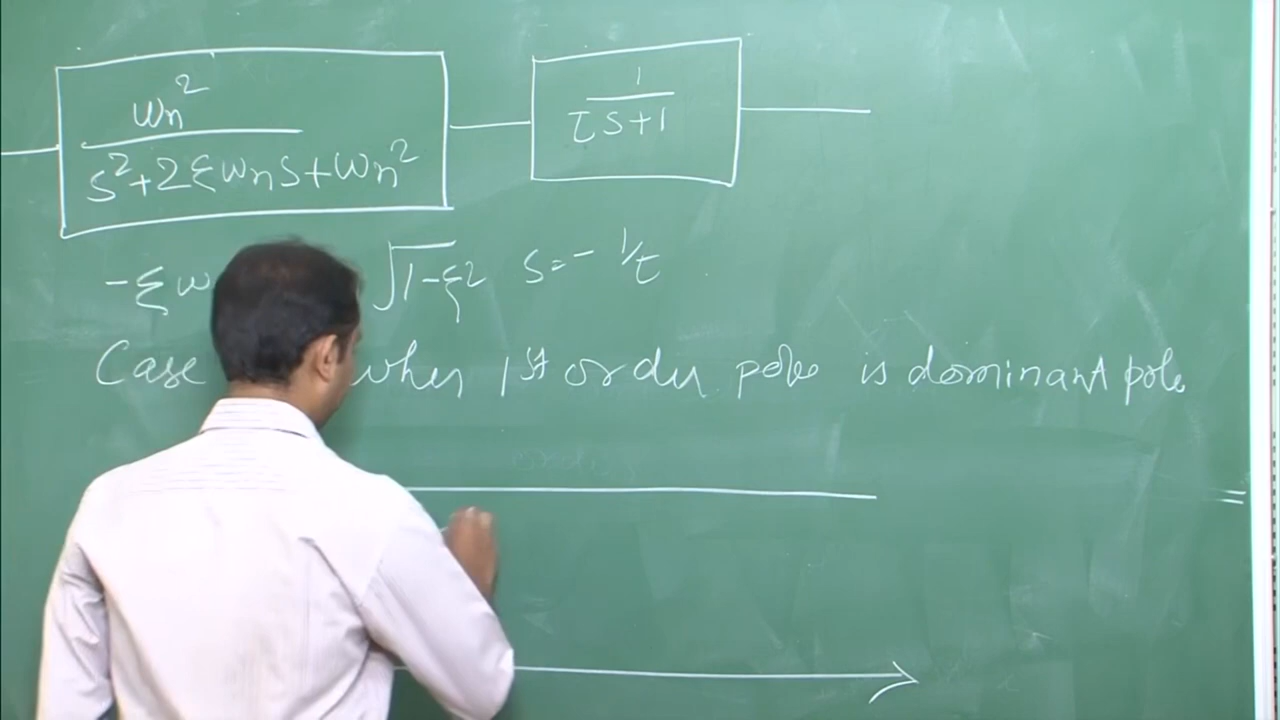 ωn²
s²+2ξωns+ωn²
1
τs+1
-ξω √1-ξ² s=-1/τ
Case when 1st order pole is dominant pole